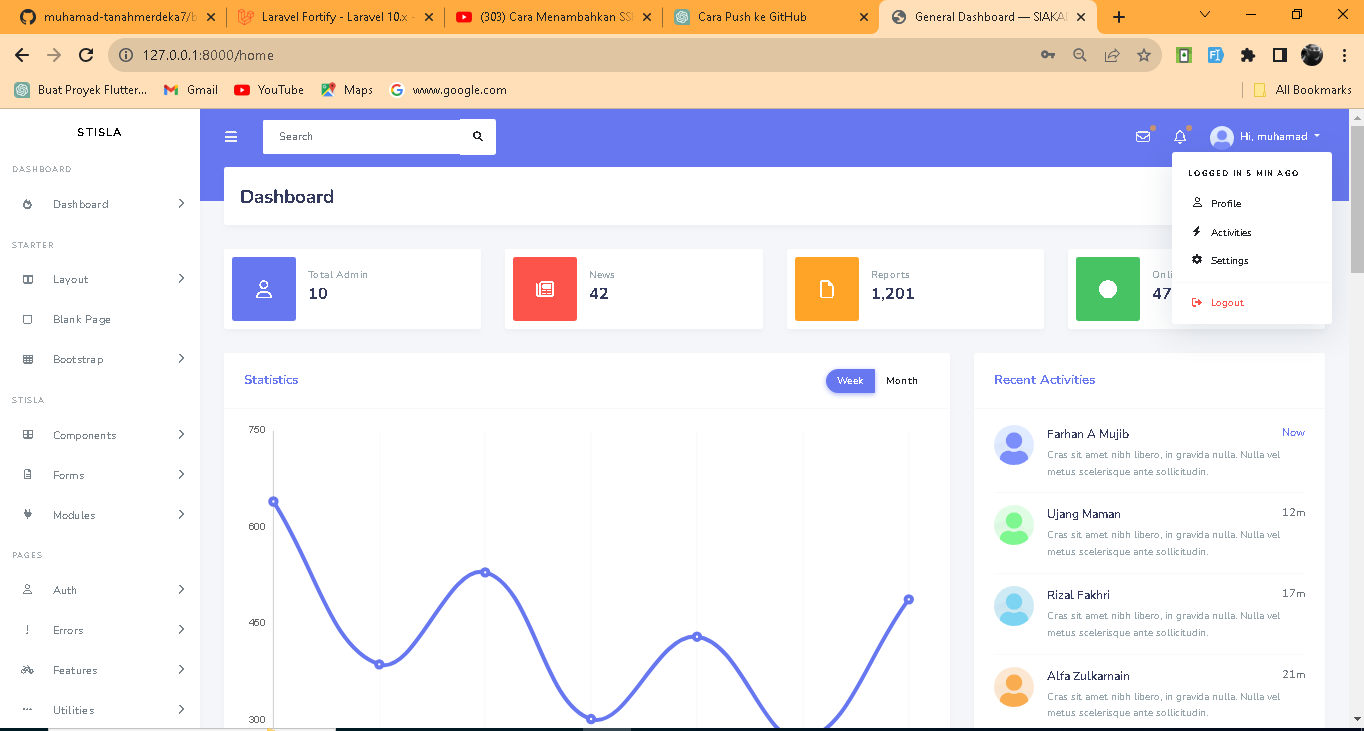 muhamad-tanahmerdeka7/b
Laravel Fortify - Laravel 10.x -
(303) Cara Menambahkan SS
Cara Push ke GitHub
General Dashboard — SIAKA
127.0.0.1:8000/home
Buat Proyek Flutter...
Gmail
YouTube
Maps
www.google.com
All Bookmarks
STISLA
Search
Hi, muhamad
DASHBOARD
Dashboard
STARTER
Layout
Blank Page
Bootstrap
STISLA
Components
Forms
Modules
PAGES
Auth
Errors
Features
Utilities
LOGGED IN 5 MIN AGO
Profile
Activities
Settings
Logout
Dashboard
Total Admin
10
News
42
Reports
1,201
Onli
47
Statistics
Week
Month
750
600
450
300
Recent Activities
Farhan A Mujib
Now
Cras sit amet nibh libero, in gravida nulla. Nulla vel
metus scelerisque ante sollicitudin.
Ujang Maman
12m
Cras sit amet nibh libero, in gravida nulla. Nulla vel
metus scelerisque ante sollicitudin.
Rizal Fakhri
17m
Cras sit amet nibh libero, in gravida nulla. Nulla vel
metus scelerisque ante sollicitudin.
Alfa Zulkarnain
21m
Cras sit amet nibh libero, in gravida nulla. Nulla vel
metus scelerisque ante sollicitudin.